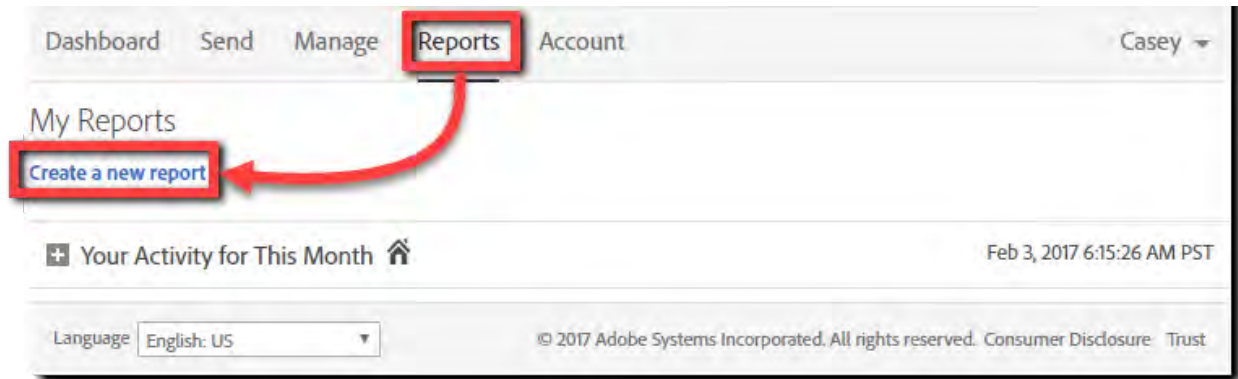 Dashboard Send Manage Reports Account Casey
My Reports
Create a new report
Your Activity for This Month Feb 3, 2017 6:15:26 AM PST
Language English: US © 2017 Adobe Systems Incorporated. All rights reserved. Consumer Disclosure Trust